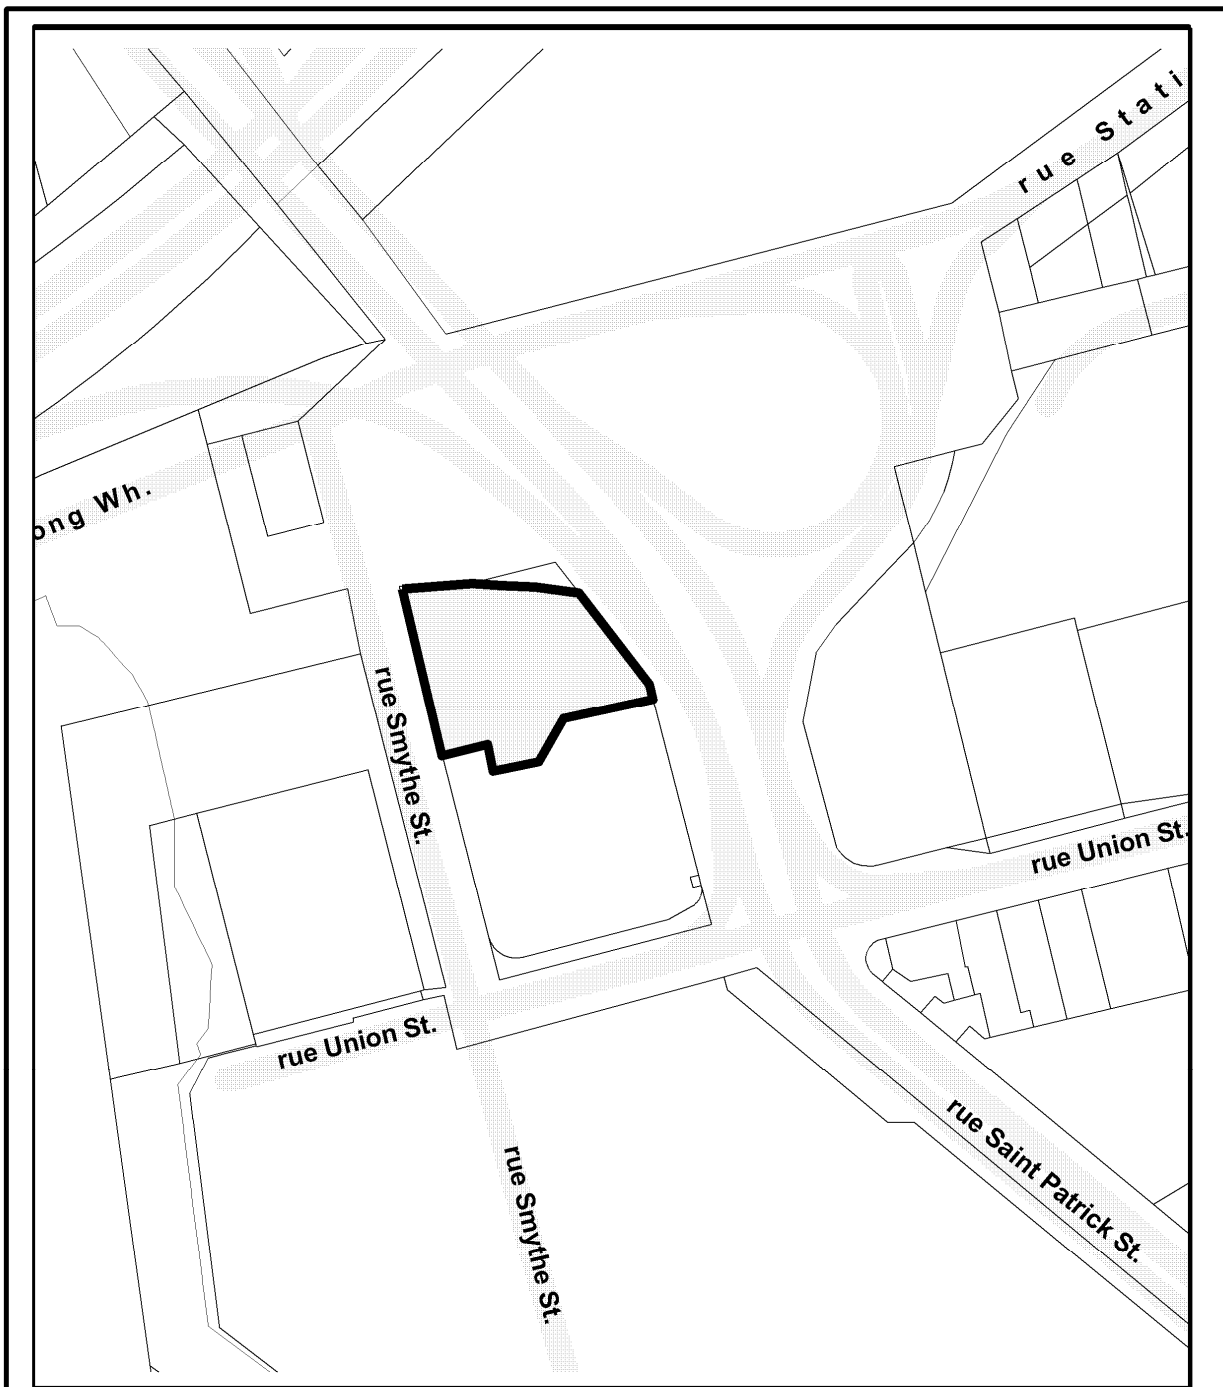 rue Stati
ong Wh.
rue Smythe St.
rue Union St.
rue Union St.
rue Saint Patrick St.
rue Smythe St.